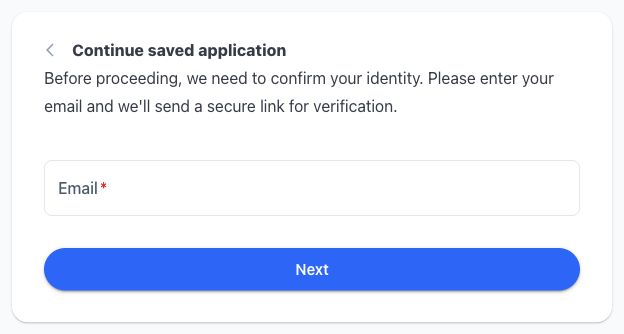 Continue saved application
Before proceeding, we need to confirm your identity. Please enter your
email and we'll send a secure link for verification.
Email*
Next